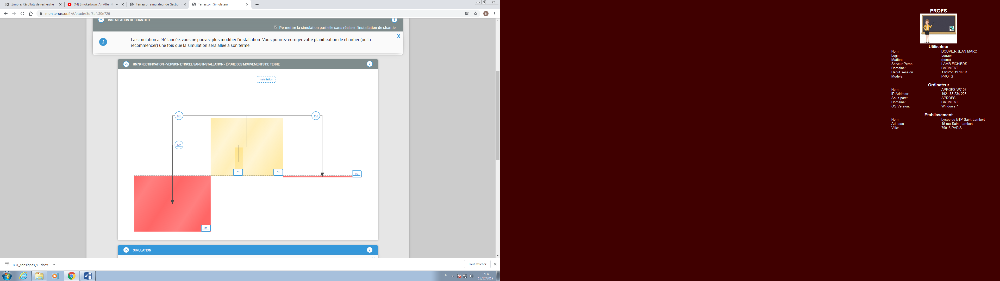 Zimbra: Résultats de recherche
(44) Smokedown: An After H
Terrassor, simulateur de Gestion
Terrassor | Simulateur
mon.terrassor.fr/#/etude/5df3afc30e726
B
INSTALLATION DE CHANTIER
Permettre la simulation partielle sans réaliser l'installation de chantier
La simulation a été lancée, vous ne pouvez plus modifier l'installation. Vous pourrez corriger votre planification de chantier (ou la
recommencer) une fois que la simulation sera allée à son terme.
X
RN79 RECTIFICATION - VERSION ETINCEL SANS INSTALLATION - ÉPURE DES MOUVEMENTS DE TERRE
Installation
M1
M3
M2
D2
D1
R2
R1
SIMULATION
BB1_consignes_s....docx
Tout afficher
FR
16:37
13/12/2019
PROFS
Utilisateur
Nom: BOUVIER JEAN MARC
Login: bouvier
Matière: (none)
Serveur Perso: LAMB-FICHIERS
Domaine: BATIMENT
Début session 13/12/2019 14:31
Modele: PROFS
Ordinateur
Nom: APROFS-W7-08
IP Address: 192.168.234.228
Sous-parc: APROFS
Domaine: BATIMENT
OS Version: Windows 7
Etablissement
Nom: Lycée du BTP Saint-Lambert
Adresse: 15 rue Saint-Lambert
Ville: 75015 PARIS